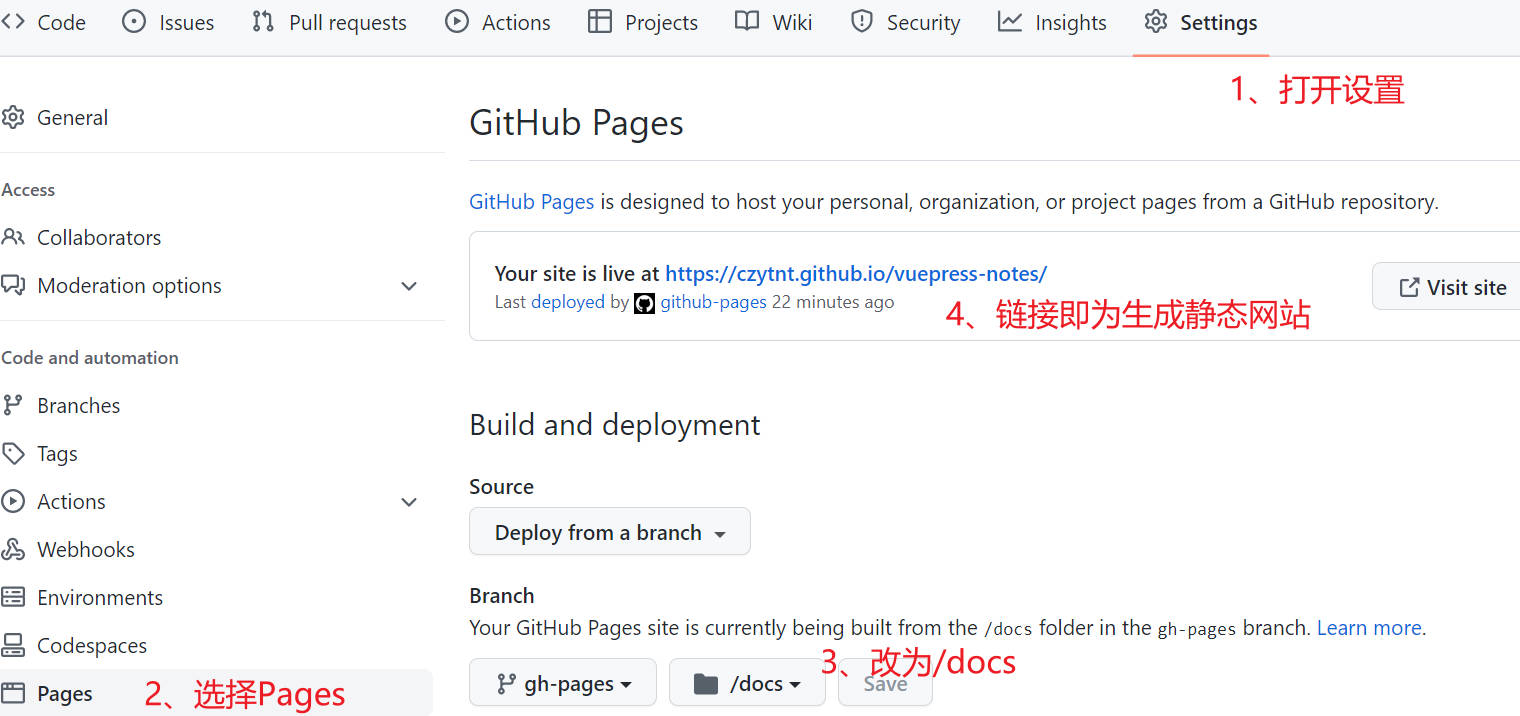 Code Issues Pull requests Actions Projects Wiki Security Insights Settings
1、打开设置
General
Access
Collaborators
Moderation options
Code and automation
Branches
Tags
Actions
Webhooks
Environments
Codespaces
Pages
2、选择Pages
GitHub Pages
GitHub Pages is designed to host your personal, organization, or project pages from a GitHub repository.
Your site is live at https://czytnt.github.io/vuepress-notes/
Last deployed by github-pages 22 minutes ago
Visit site
4、链接即为生成静态网站
Build and deployment
Source
Deploy from a branch
Branch
Your GitHub Pages site is currently being built from the /docs folder in the gh-pages branch. Learn more.
3、改为/docs
gh-pages /docs Save